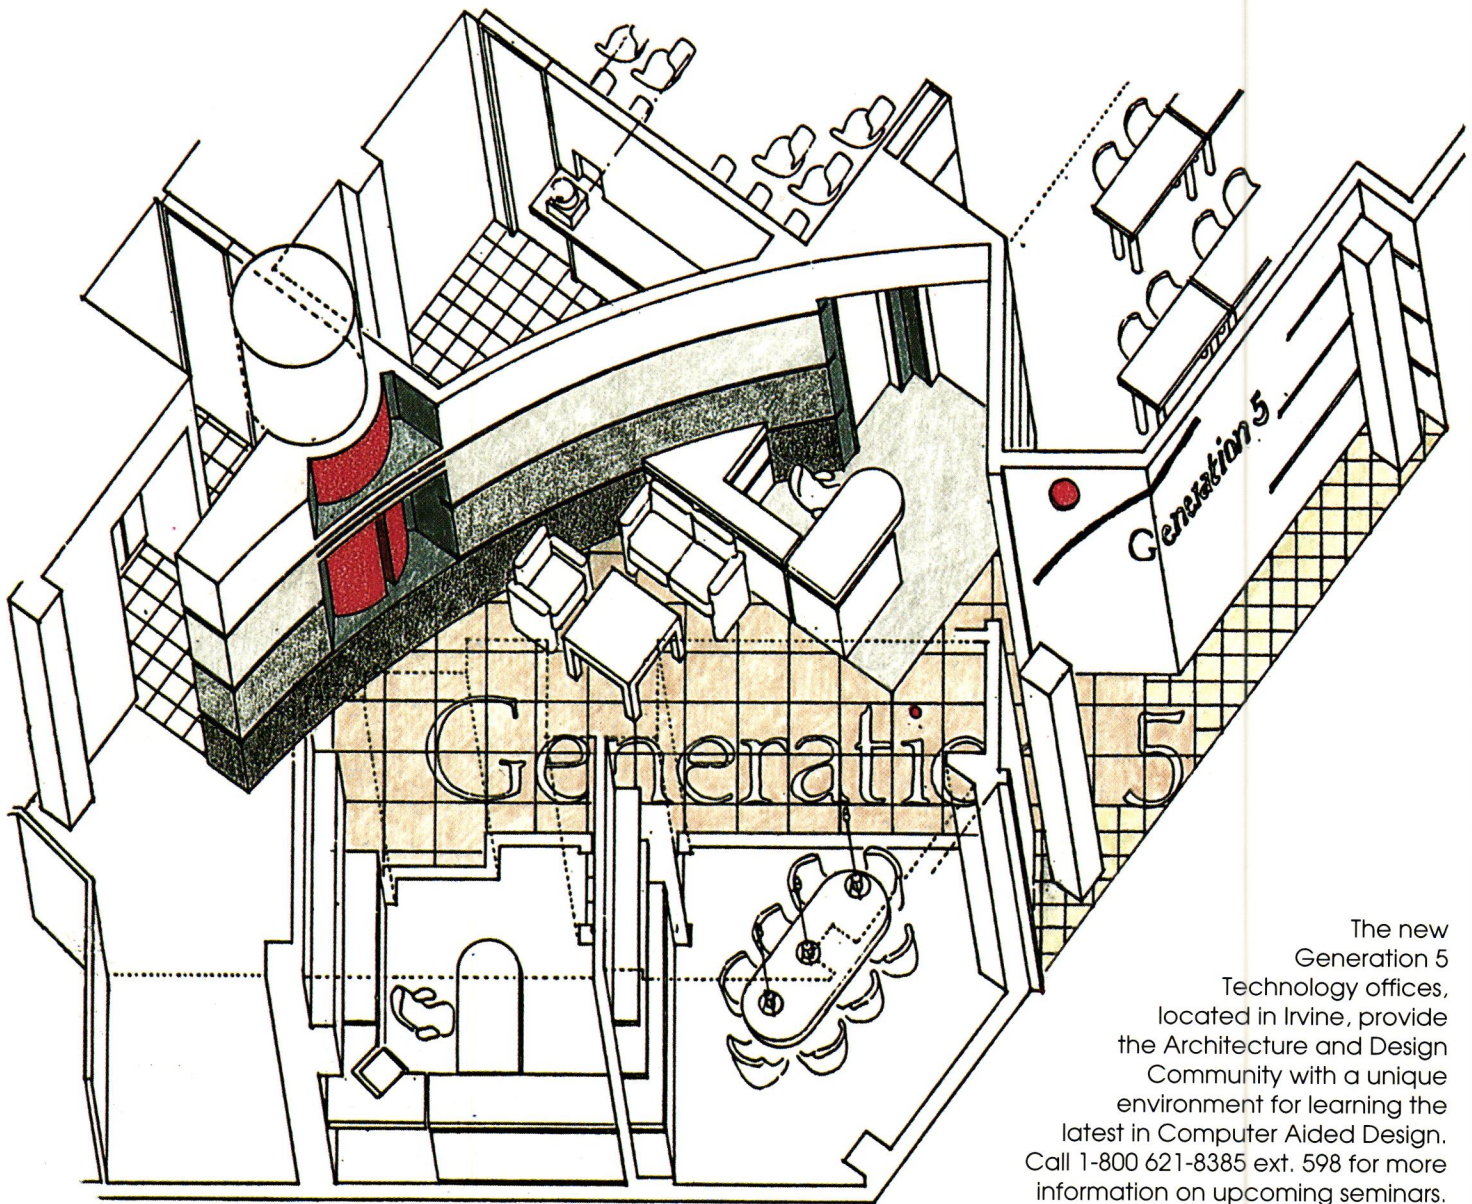 Generation 5
Generatio 5
The new
Generation 5
Technology offices,
located in Irvine, provide
the Architecture and Design
Community with a unique
environment for learning the
latest in Computer Aided Design.
Call 1-800 621-8385 ext. 598 for more
information on upcoming seminars.